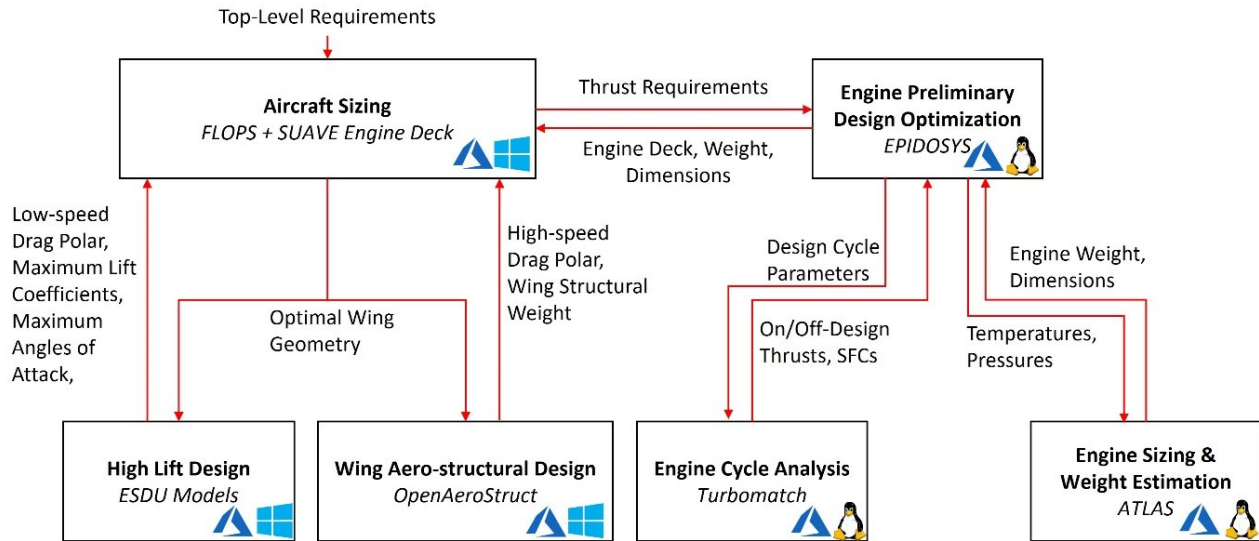 Top-Level Requirements
Aircraft Sizing
FLOPS + SUAVE Engine Deck
Thrust Requirements
Engine Deck, Weight,
Dimensions
Engine Preliminary
Design Optimization
EPIDOSYS
Low-speed
Drag Polar,
Maximum Lift
Coefficients,
Maximum
Angles of
Attack,
Optimal Wing
Geometry
High-speed
Drag Polar,
Wing Structural
Weight
Design Cycle
Parameters
On/Off-Design
Thrusts, SFCs
Engine Weight,
Dimensions
Temperatures,
Pressures
High Lift Design
ESDU Models
Wing Aero-structural Design
OpenAeroStruct
Engine Cycle Analysis
Turbomatch
Engine Sizing &
Weight Estimation
ATLAS